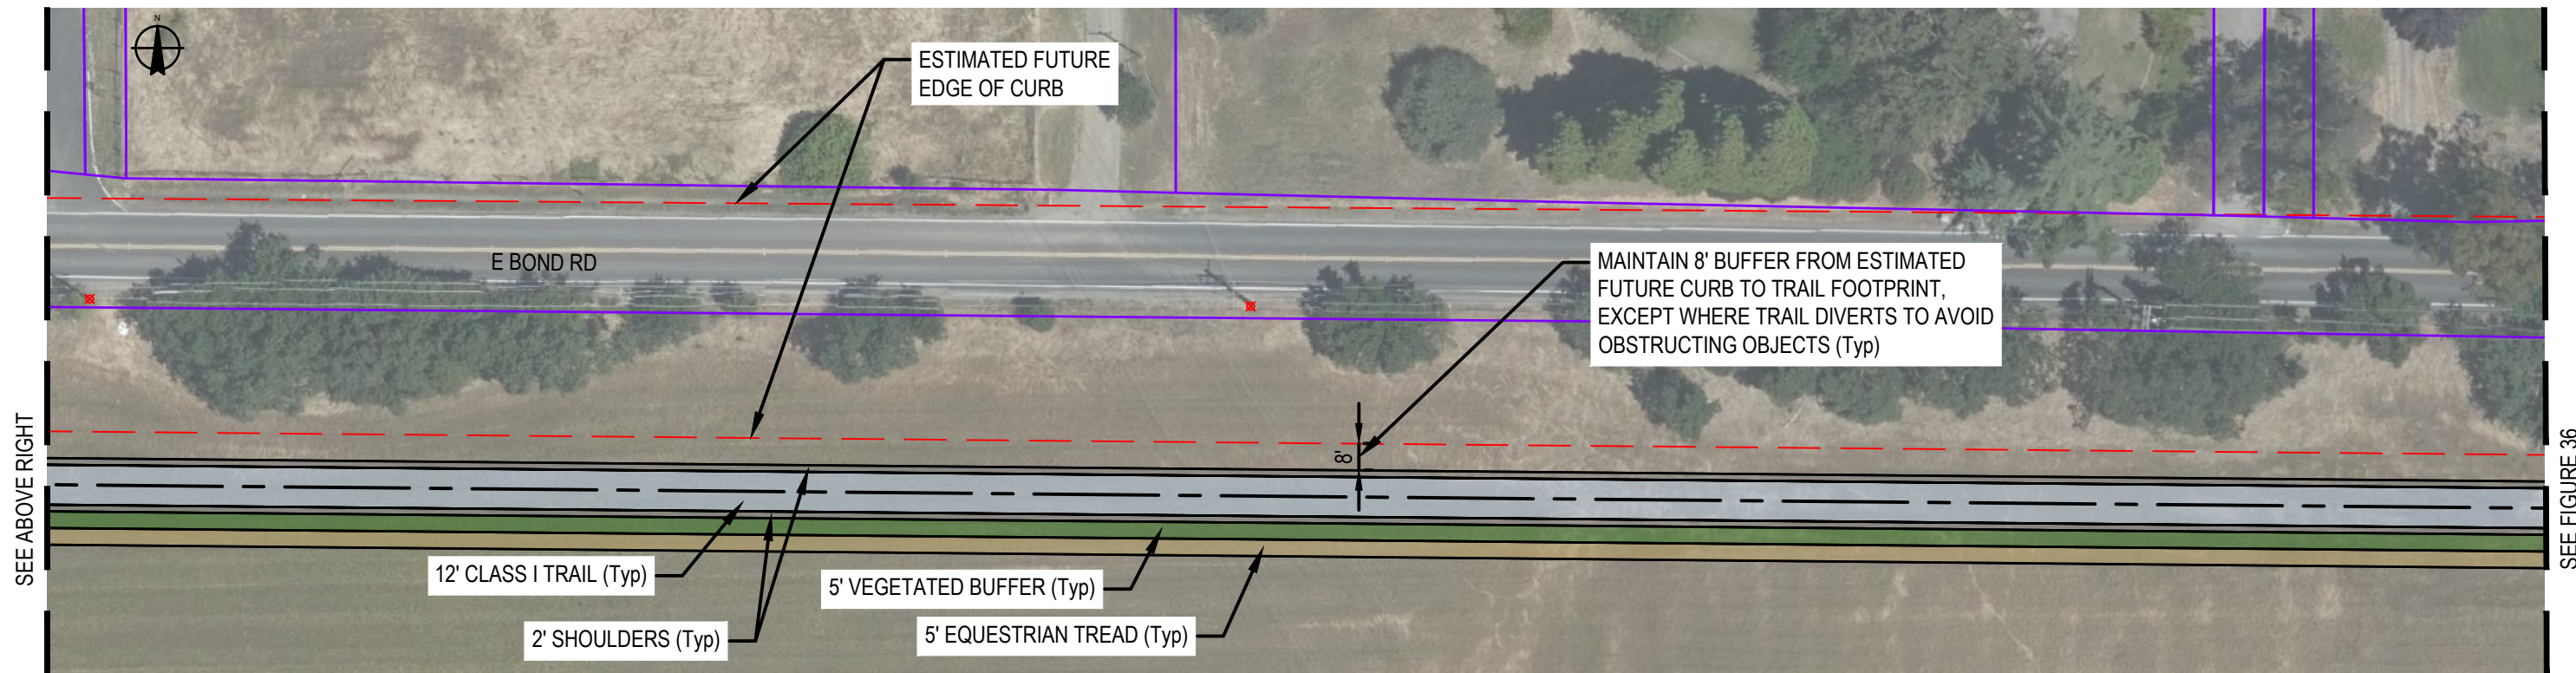 N
ESTIMATED FUTURE
EDGE OF CURB
E BOND RD
MAINTAIN 8' BUFFER FROM ESTIMATED
FUTURE CURB TO TRAIL FOOTPRINT,
EXCEPT WHERE TRAIL DIVERTS TO AVOID
OBSTRUCTING OBJECTS (Typ)
SEE ABOVE RIGHT
8'
SEE FIGURE 36
12' CLASS I TRAIL (Typ)
5' VEGETATED BUFFER (Typ)
2' SHOULDERS (Typ)
5' EQUESTRIAN TREAD (Typ)